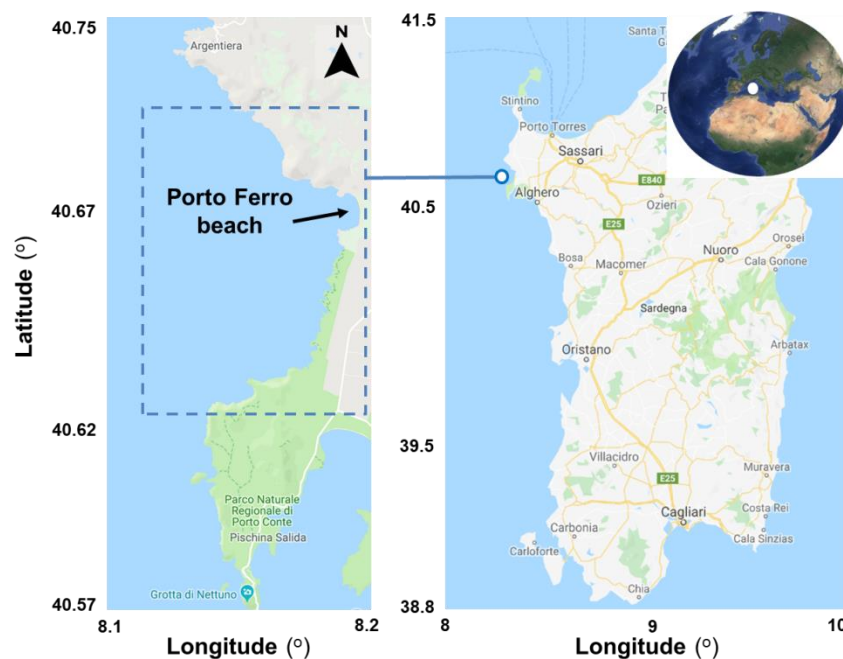 40.75
40.67
40.62
40.57
Latitude (o)
Argentiera
N
Porto Ferro
beach
Parco Naturale
Regionale di
Porto Conte
Pischina Salida
Grotta di Nettuno
8.1
8.2
Longitude (o)
41.5
40.5
39.5
38.8
Santa T
G
Stintino
Porto Torres
Sassari
Pa
E840
Alghero
Ozieri
E25
Orosei
Nuoro
Bosa
Macomer
Cala Gonone
Sardegna
Oristano
Arbatax
Villacidro
Muravera
E25
Cagliari
Costa Rei
Carbonia
Cala Sinzias
Carloforte
Chia
8
9
10
Longitude (o)